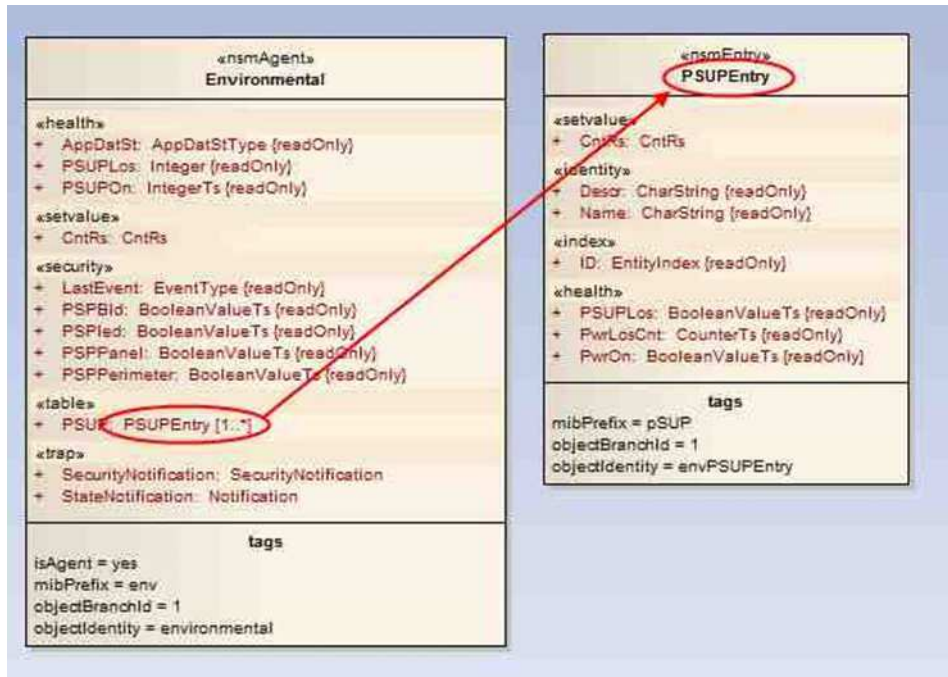 «nsmAgent»
Environmental
«health»
+ AppDatSt: AppDatStType {readOnly}
+ PSUPLos: Integer {readOnly}
+ PSUPOn: IntegerTs {readOnly}
«setvalue»
+ CntRs: CntRs
«security»
+ LastEvent: EventType {readOnly}
+ PSPBld: BooleanValueTs {readOnly}
+ PSPIed: BooleanValueTs {readOnly}
+ PSPPanel: BooleanValueTs {readOnly}
+ PSPPerimeter: BooleanValueTs {readOnly}
«table»
+ PSUP: PSUPEntry [1..*]
«trap»
+ SecurityNotification: SecurityNotification
+ StateNotification: Notification
tags
isAgent = yes
mibPrefix = env
objectBranchId = 1
objectIdentity = environmental
«nsmEntry»
PSUPEntry
«setvalue»
+ CntRs: CntRs
«identity»
+ Descr: CharString {readOnly}
+ Name: CharString {readOnly}
«index»
+ ID: EntityIndex {readOnly}
«health»
+ PSUPLos: BooleanValueTs {readOnly}
+ PwrLosCnt: CounterTs {readOnly}
+ PwrOn: BooleanValueTs {readOnly}
tags
mibPrefix = pSUP
objectBranchId = 1
objectIdentity = envPSUPEntry